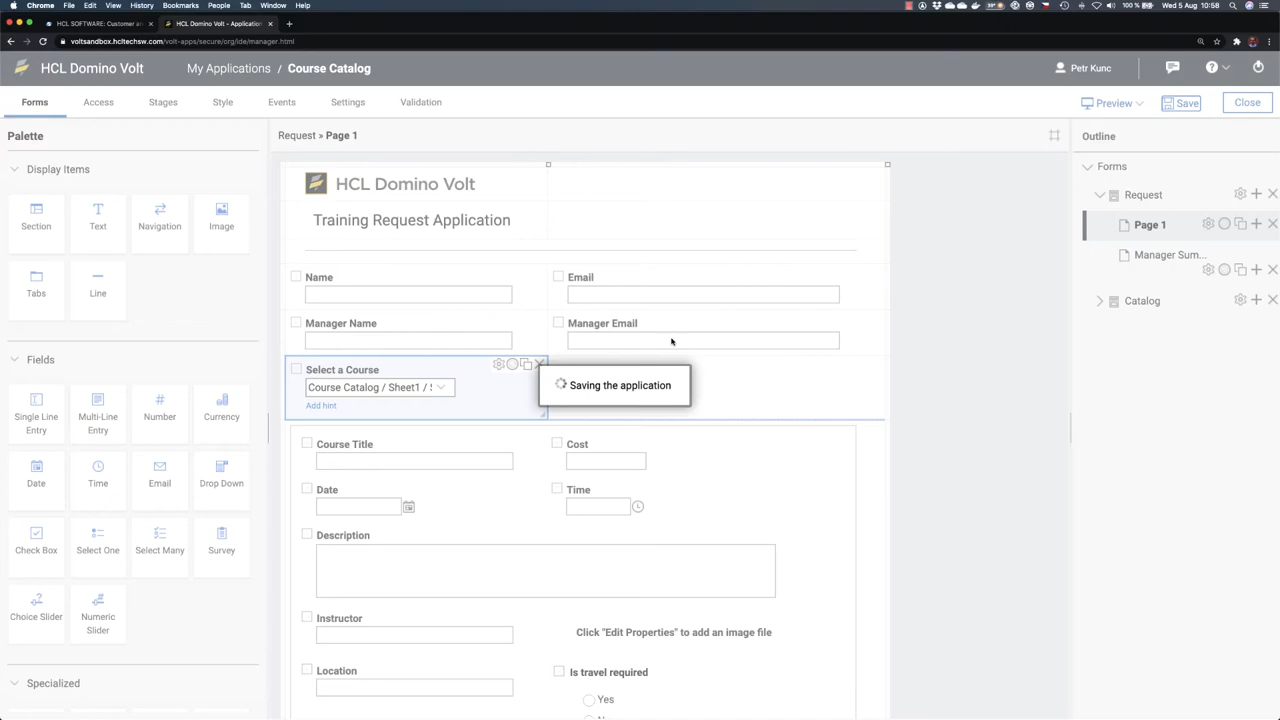 Chrome File Edit View History Bookmarks People Tab Window Help 100 % Wed 5 Aug 10:58
HCL SOFTWARE: Customer an
HCL Domino Volt - Application
voltsandbox.hcltechsw.com/volt-apps/secure/org/ide/manager.html
HCL Domino Volt My Applications / Course Catalog Petr Kunc
Forms Access Stages Style Events Settings Validation Preview Save Close
Palette
Request » Page 1
Outline
Display Items
Section Text Navigation Image
Tabs Line
Fields
Single Line Entry
Multi-Line Entry
Number
Currency
Date Time Email Drop Down
Check Box Select One Select Many Survey
Choice Slider
Numeric Slider
Specialized
HCL Domino Volt
Training Request Application
Name Email
Manager Name Manager Email
Select a Course
Course Catalog / Sheet1 / S
Add hint
Saving the application
Course Title Cost
Date Time
Description
Instructor
Click "Edit Properties" to add an image file
Location Is travel required
Yes
Forms
Request
Page 1
Manager Sum...
Catalog